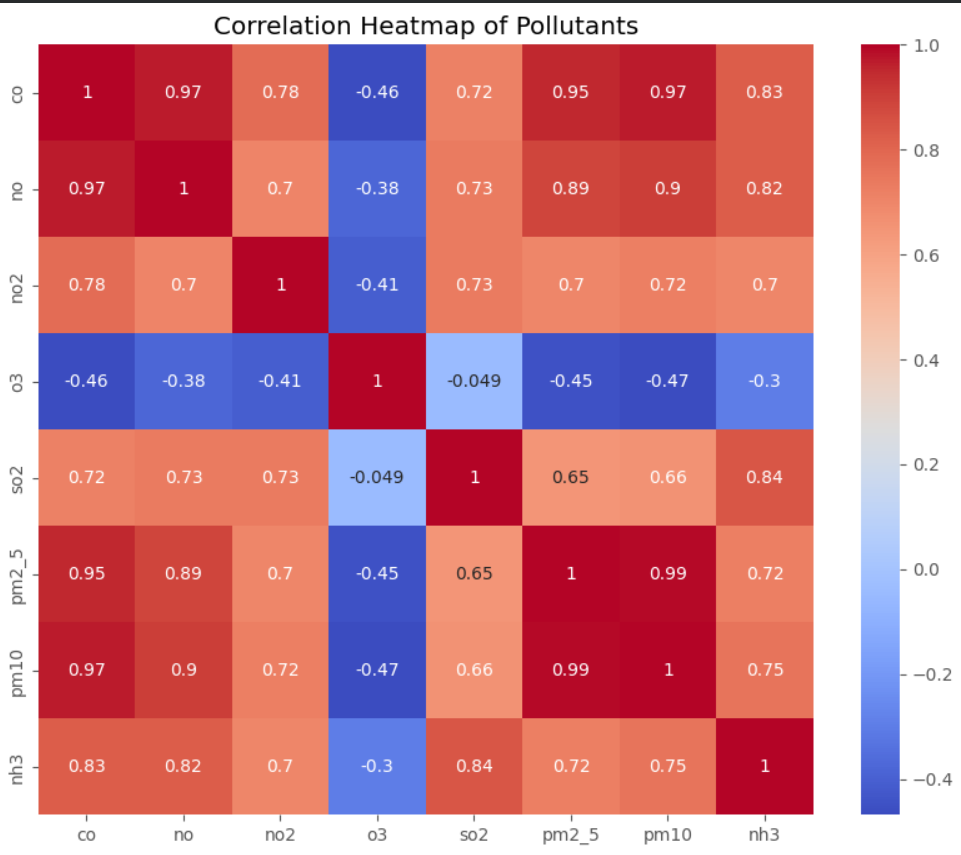 Correlation Heatmap of Pollutants
co 1 0.97 0.78 -0.46 0.72 0.95 0.97 0.83
no 0.97 1 0.7 -0.38 0.73 0.89 0.9 0.82
no2 0.78 0.7 1 -0.41 0.73 0.7 0.72 0.7
o3 -0.46 -0.38 -0.41 1 -0.049 -0.45 -0.47 -0.3
so2 0.72 0.73 0.73 -0.049 1 0.65 0.66 0.84
pm2_5 0.95 0.89 0.7 -0.45 0.65 1 0.99 0.72
pm10 0.97 0.9 0.72 -0.47 0.66 0.99 1 0.75
nh3 0.83 0.82 0.7 -0.3 0.84 0.72 0.75 1
co no no2 o3 so2 pm2_5 pm10 nh3
1.0
0.8
0.6
0.4
0.2
0.0
−0.2
−0.4